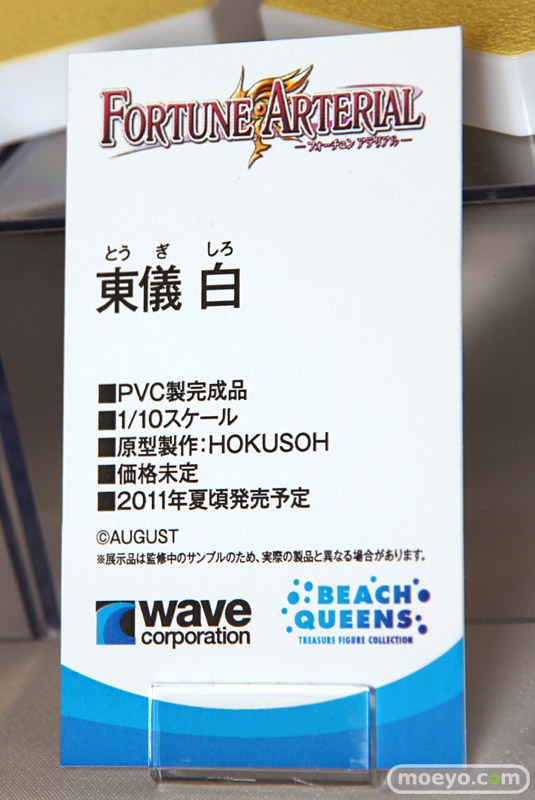 FORTUNE ARTERIAL
フォーチュン アテリアル
とうぎ しろ
東儀 白
■PVC製完成品
■1/10スケール
■原型製作:HOKUSOH
■価格未定
■2011年夏頃発売予定
©AUGUST
※展示品は監修中のサンプルのため、実際の製品と異なる場合があります。
wave
corporation
BEACH
QUEENS
TREASURE FIGURE COLLECTION
moeyo.com